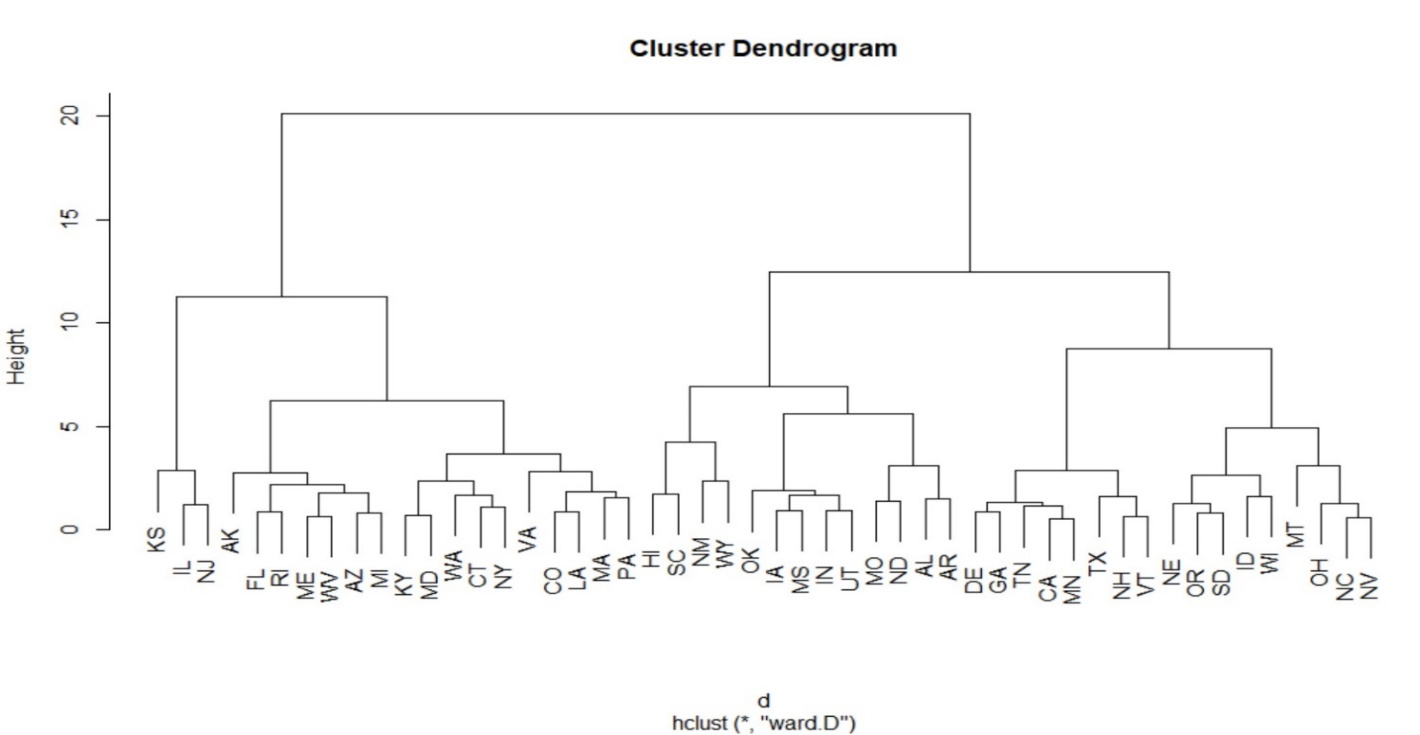 Cluster Dendrogram
Height
20
15
10
5
0
KS
IL
NJ
AK
FL
RI
ME
WV
AZ
MI
KY
MD
WA
CT
NY
VA
CO
LA
MA
PA
HI
SC
NM
WY
OK
IA
MS
IN
UT
MO
ND
AL
AR
DE
GA
TN
CA
MN
TX
NH
VT
NE
OR
SD
ID
WI
MT
OH
NC
NV
d
hclust (*, "ward.D")